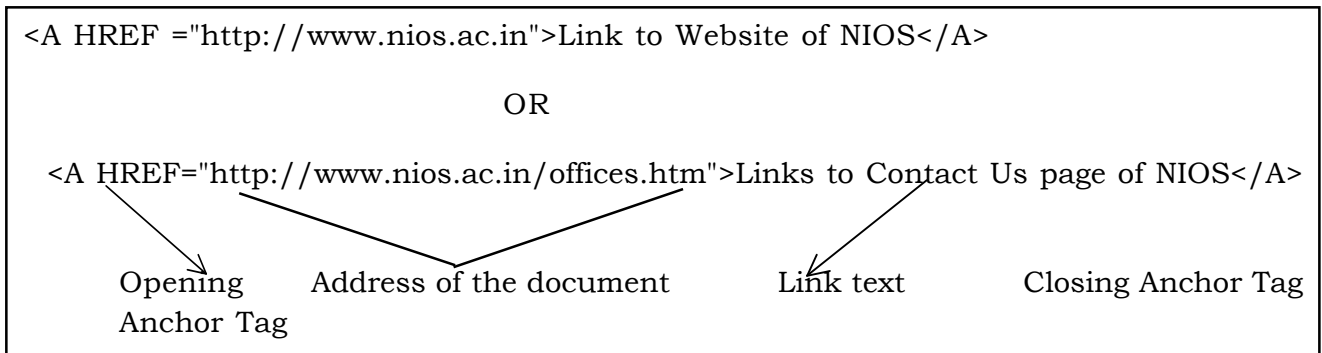 <A HREF ="http://www.nios.ac.in">Link to Website of NIOS</A>
OR
<A HREF="http://www.nios.ac.in/offices.htm">Links to Contact Us page of NIOS</A>
Opening Address of the document Link text Closing Anchor Tag
Anchor Tag